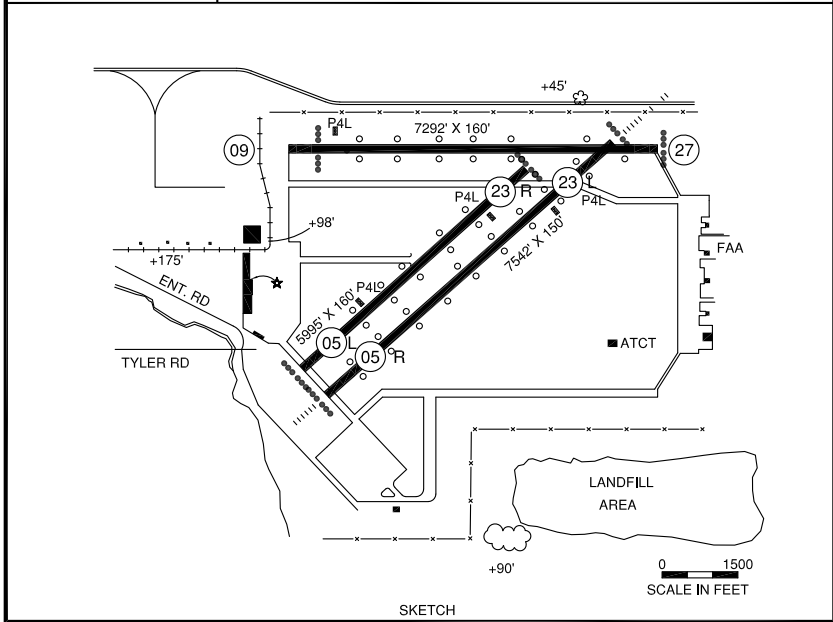 +45'
P4L
7292' X 160'
09
27
23 R
23 L
P4L
P4L
+98'
7542' X 150'
FAA
+175'
ENT. RD
P4L
5995' X 160'
05 L
05 R
ATCT
TYLER RD
LANDFILL
AREA
+90'
0 1500
SCALE IN FEET
SKETCH